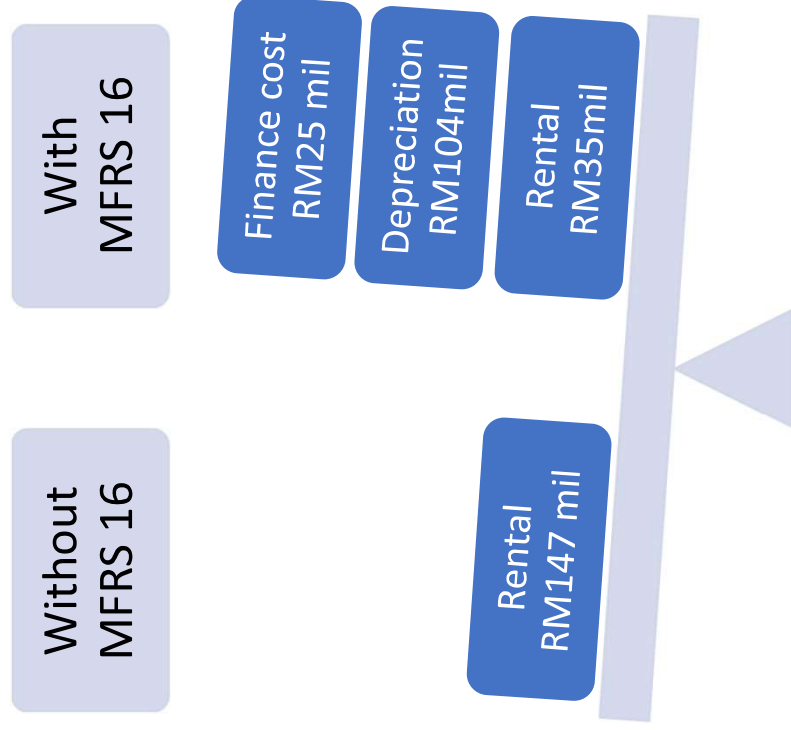 Without
MFRS 16
With
MFRS 16
Rental
RM147 mil
Finance cost
RM25 mil
Depreciation
RM104mil
Rental
RM35mil